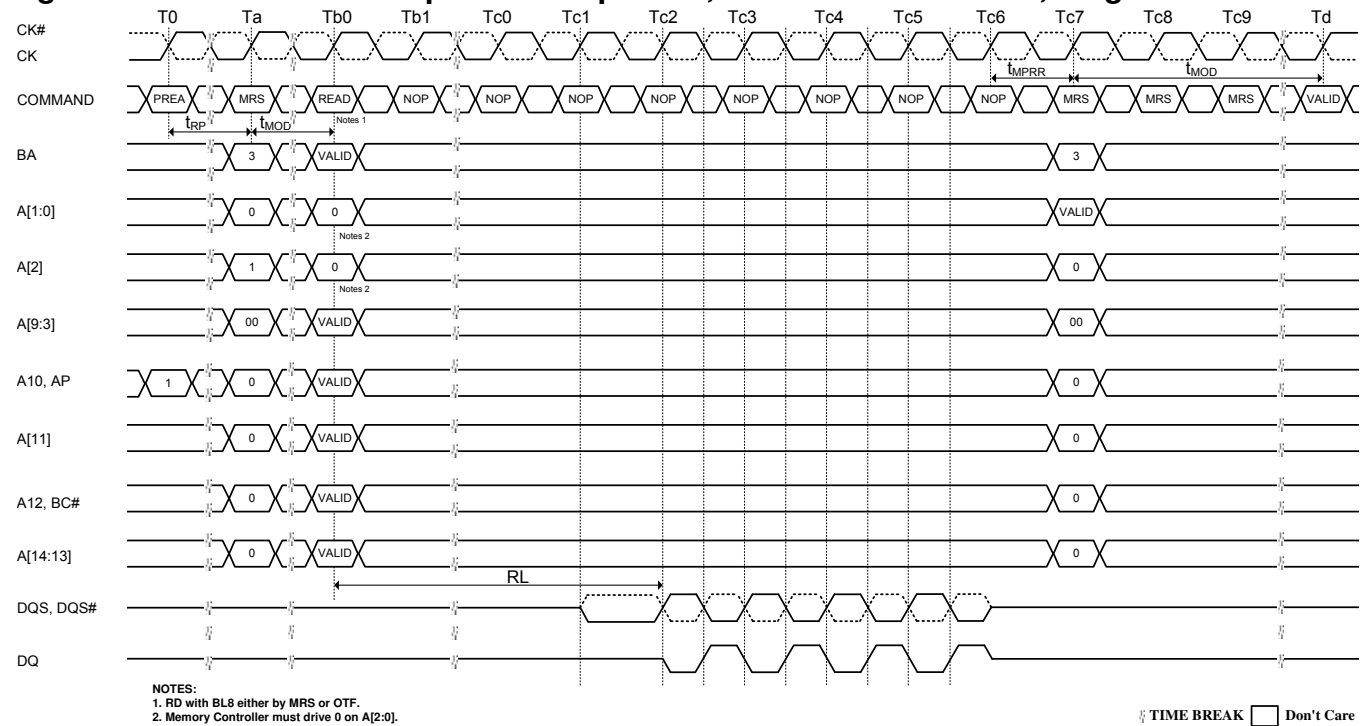 T0 Ta Tb0 Tb1 Tc0 Tc1 Tc2 Tc3 Tc4 Tc5 Tc6 Tc7 Tc8 Tc9 Td
CK#
CK
tMPRR tMOD
COMMAND PREA MRS READ NOP NOP NOP NOP NOP NOP NOP NOP MRS MRS MRS VALID
tRP tMOD Notes 1
BA 3 VALID 3
A[1:0] 0 0 VALID
Notes 2
A[2] 1 0 0
Notes 2
A[9:3] 00 VALID 00
A10, AP 1 0 VALID 0
A[11] 0 VALID 0
A12, BC# 0 VALID 0
A[14:13] 0 VALID 0
RL
DQS, DQS#
DQ
NOTES:
1. RD with BL8 either by MRS or OTF.
2. Memory Controller must drive 0 on A[2:0].
TIME BREAK Don't Care